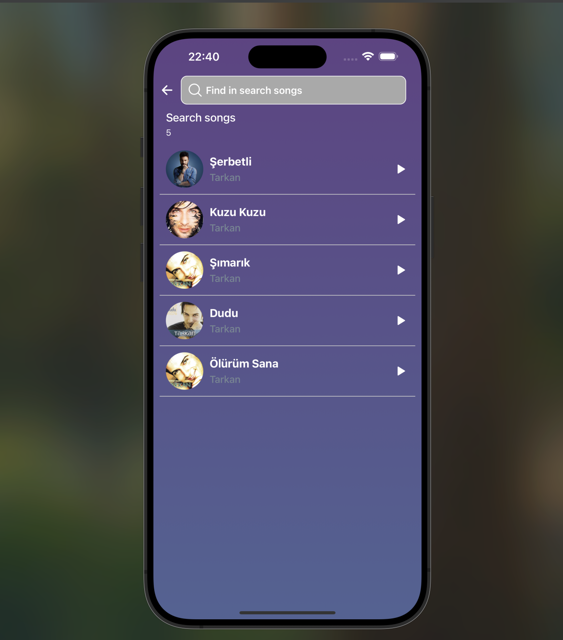 22:40
Find in search songs
Search songs
5
Şerbetli
Tarkan
Kuzu Kuzu
Tarkan
Şımarık
Tarkan
Dudu
Tarkan
Ölürüm Sana
Tarkan